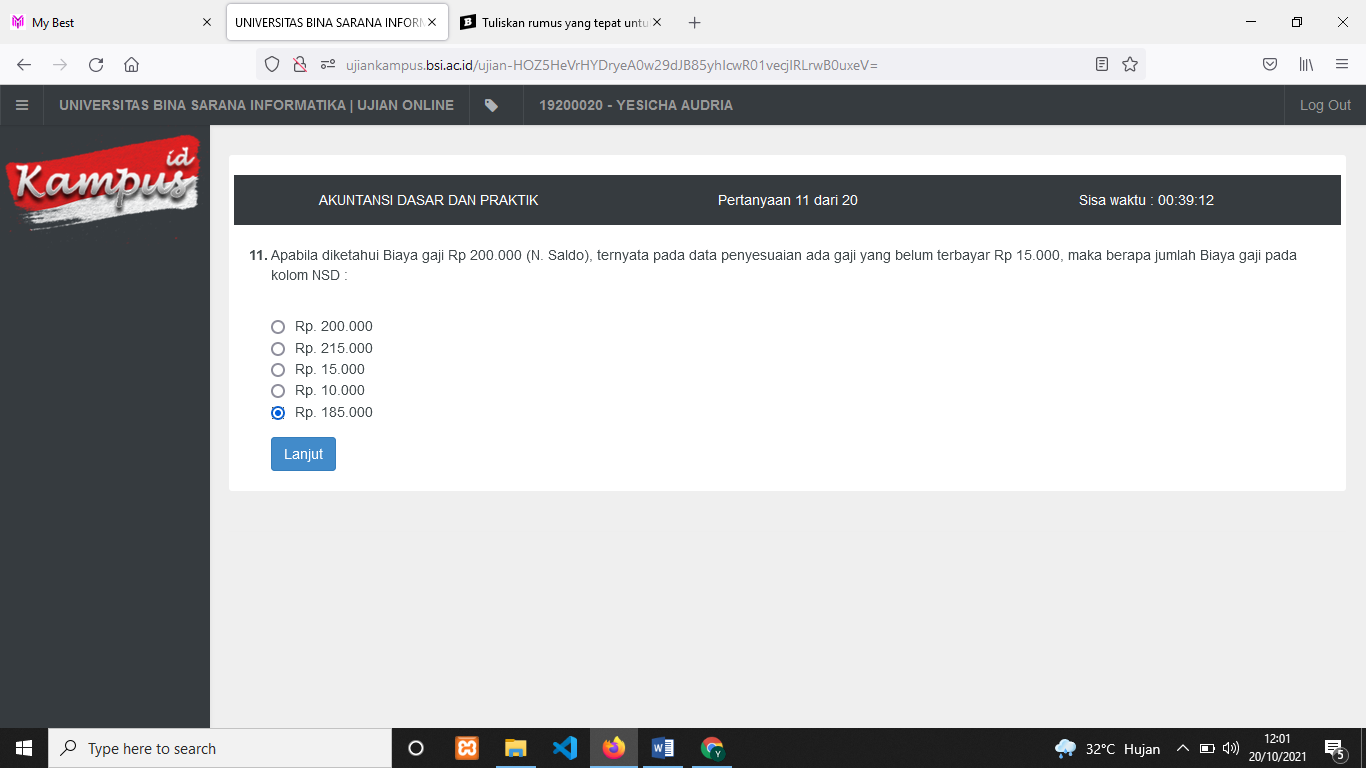 My Best
UNIVERSITAS BINA SARANA INFORM
Tuliskan rumus yang tepat untu
ujiankampus.bsi.ac.id/ujian-HOZ5HeVrHYDryeA0w29dJB85yhIcwR01vecjIRLrwB0uxeV=
UNIVERSITAS BINA SARANA INFORMATIKA | UJIAN ONLINE
19200020 - YESICHA AUDRIA
Log Out
Kampus id
AKUNTANSI DASAR DAN PRAKTIK
Pertanyaan 11 dari 20
Sisa waktu : 00:39:12
11. Apabila diketahui Biaya gaji Rp 200.000 (N. Saldo), ternyata pada data penyesuaian ada gaji yang belum terbayar Rp 15.000, maka berapa jumlah Biaya gaji pada
kolom NSD :
Rp. 200.000
Rp. 215.000
Rp. 15.000
Rp. 10.000
Rp. 185.000
Lanjut
Type here to search
32°C Hujan
12:01
20/10/2021
5